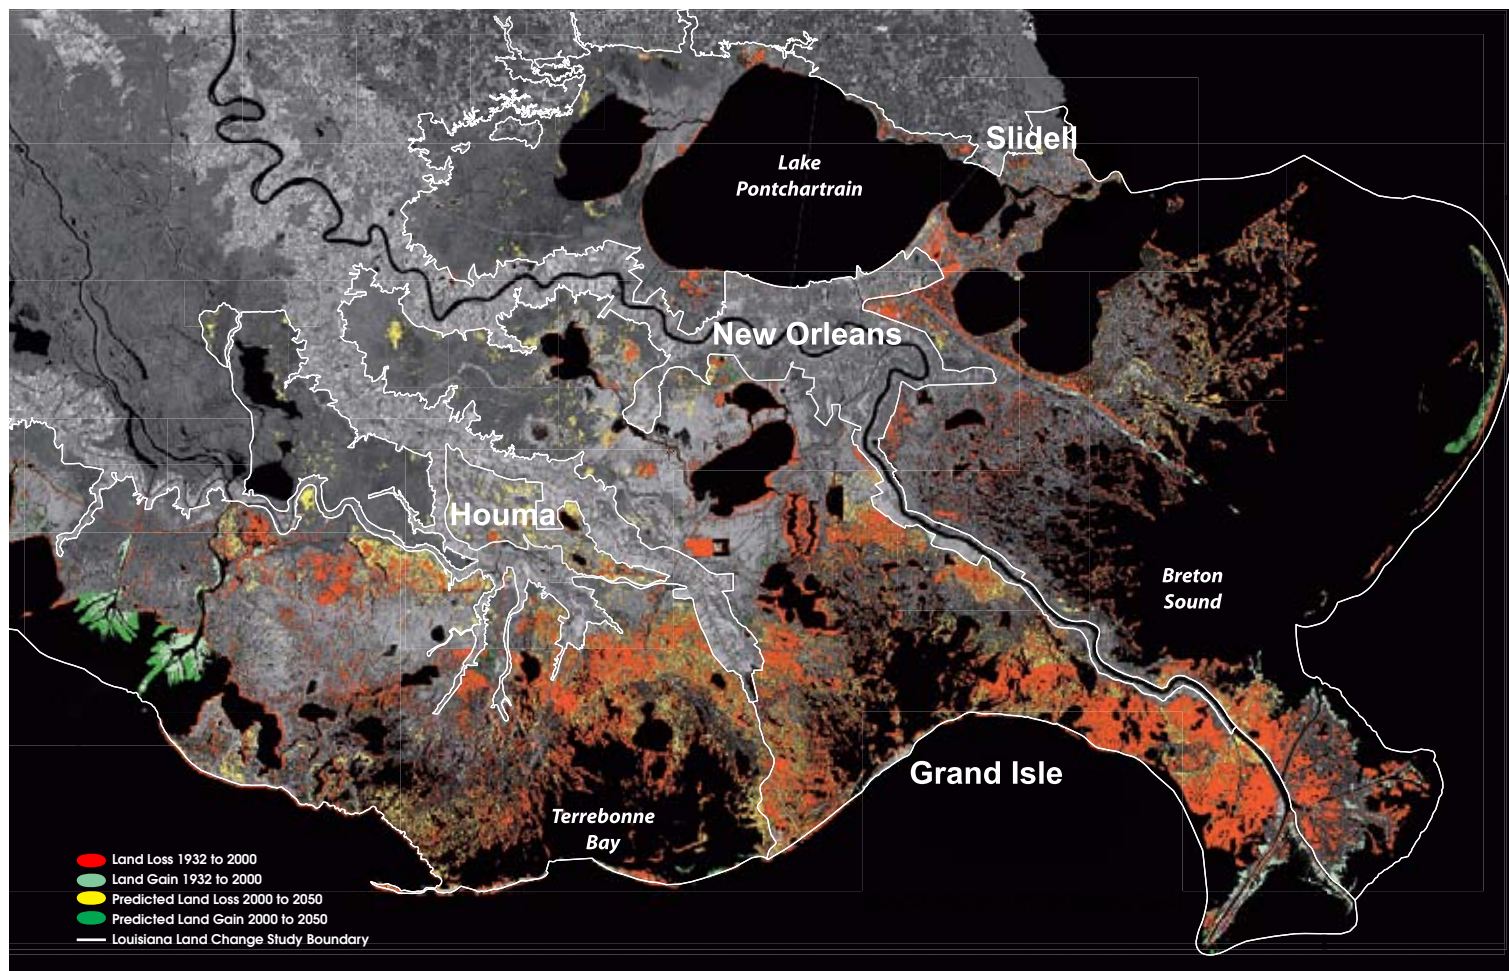 Slidell
Lake
Pontchartrain
New Orleans
Houma
Breton
Sound
Grand Isle
Terrebonne
Bay
Land Loss 1932 to 2000
Land Gain 1932 to 2000
Predicted Land Loss 2000 to 2050
Predicted Land Gain 2000 to 2050
Louisiana Land Change Study Boundary